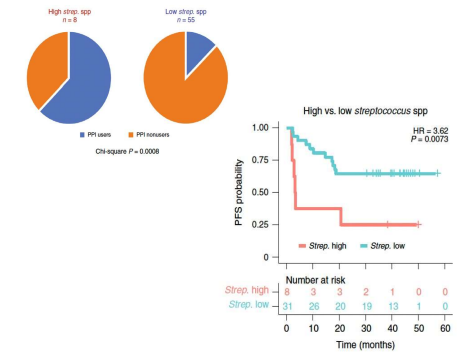 High strep. spp
n = 8
Low strep. spp
n = 55
PPI users
PPI nonusers
Chi-square P = 0.0008
High vs. low streptococcus spp
HR = 3.62
P = 0.0073
PFS probability
1.00
0.75
0.50
0.25
0
Strep. high
Strep. low
Number at risk
Strep. high 8 3 3 2 1 0 0
Strep. low 31 26 20 19 13 1 0
0 10 20 30 40 50 60
Time (months)